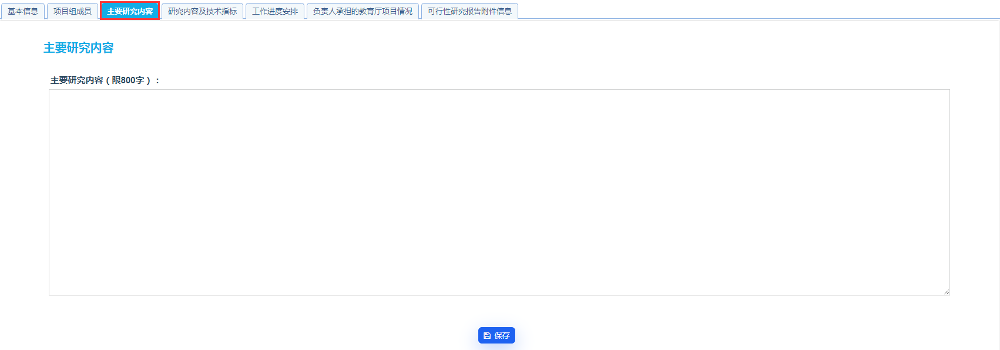 基本信息 项目组成员 主要研究内容 研究内容及技术指标 工作进度安排 负责人承担的教育厅项目情况 可行性研究报告附件信息
主要研究内容
主要研究内容（限800字）：
保存